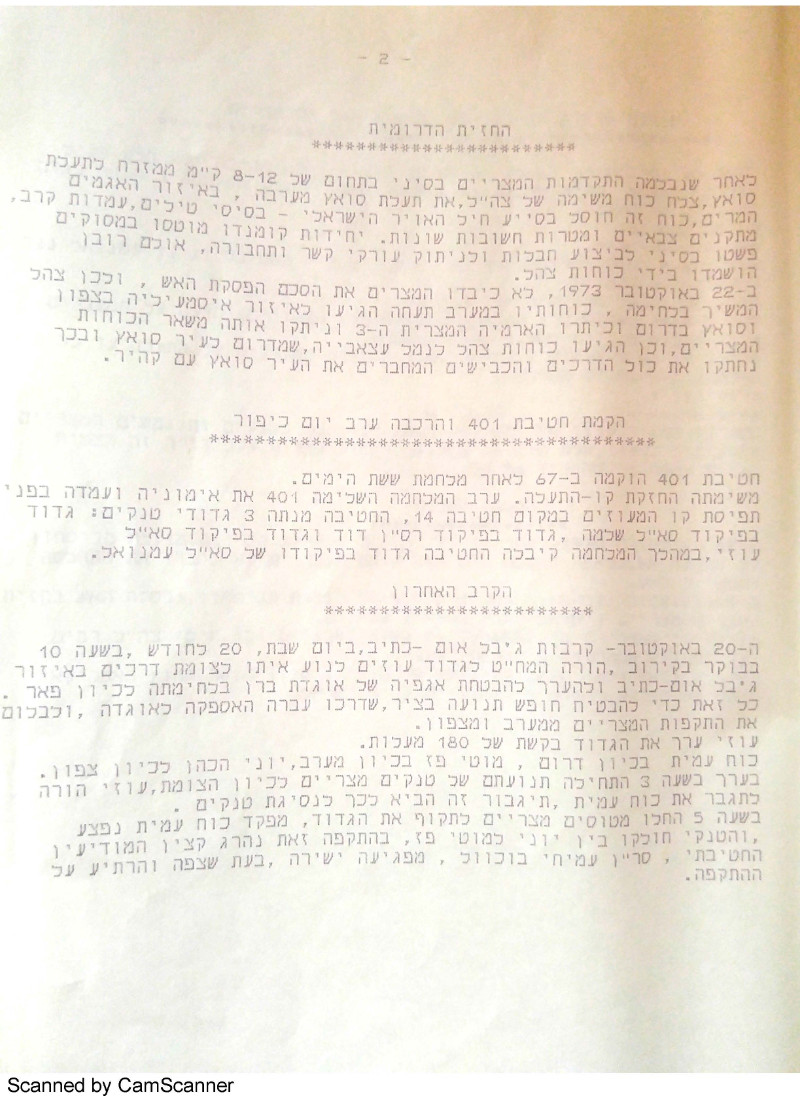 - 2 -
החזית הדרומית
************************
לאחר שנבלמה התקדמות המצריים בסיני בתחום של 8-12 ק"מ ממזרח לתעלת
סואץ,צלח כוח משימה של צה"ל,את תעלת סואץ מערבה , באיזור האגמים
המרים,כוח זה חוסל בסייע חיל האויר הישראלי - בסיסי טילים,עמדות קרב,
מתקנים צבאיים ומטרות חשובות שונות. יחידות קומנדו מוטסו במסוקים
פשטו בסיני לביצוע חבלות ולניתוק עורקי קשר ותחבורה, אולם רובן
הושמדו בידי כוחות צהל.
ב-22 באוקטובר 1973, לא כיבדו המצרים את הסכם הפסקת האש , ולכן צהל
המשיך בלחימה , כוחותיו במערב תעחה הגיעו לאיזור איסמעיליה בצפון
וסואץ בדרום וכיתרו הארמיה המצרית ה-3 וניתקו אותה משאר הכוחות
המצריים,וכן הגיעו כוחות צהל לנמל עצאבייה,שמדרום לעיר סואץ ובכך
נחתקו את כול הדרכים והכבישים המחברים את העיר סואץ עם קהיר.
הקמת חטיבת 401 והרכבה ערב יום כיפור
****************************************
חטיבת 401 הוקמה ב-67 לאחר מלחמת ששת הימים.
משימתה החזקת קו-התעלה. ערב המלחמה השלימה 401 את אימוניה ועמדה בפני
תפיסת קו המעוזים במקום חטיבה 14, החטיבה מנתה 3 גדודי טנקים: גדוד
בפיקוד סא"ל שלמה ,גדוד בפיקוד רס"ן דוד וגדוד בפיקוד סא"ל
עוזי,במהלך המלחמה קיבלה החטיבה גדוד בפיקודו של סא"ל עמנואל.
הקרב האחרון
************************
ה-20 באוקטובר- קרבות גיבל אום -כתיב,ביום שבת, 20 לחודש ,בשעה 10
בבוקר בקירוב ,הורה המח"ט לגדוד עוזים לנוע איתו לצומת דרכים באיזור
גיבל אום-כתיב ולהערך להבטחת אגפיה של אוגדת ברן בלחימתה לכיון פאר .
כל זאת כדי להבטיח חופש תנועה בציר,שדרכו עברה האספקה לאוגדה ,ולבלום
את התקפות המצריים ממערב ומצפון.
עוזי ערך את הגדוד בקשת של 180 מעלות.
כוח עמית בכיון דרום , מוטי פז בכיון מערב,יוני הכהן לכיון צפון.
בערך בשעה 3 התחילה תנועתם של טנקים מצריים לכיון הצומת,עוזי הורה
לתגבר את כוח עמית ,תיגבור זה הביא לכך לנסיגת טנקים .
בשעה 5 החלו מטוסים מצריים לתקוף את הגדוד, מפקד כוח עמית נפצע
,והטנקי חולקו בין יוני למוטי פז, בהתקפה זאת נהרג קצין המודיעין
החטיבתי , סר"ן עמיחי בוכוול , מפגיעה ישירה ,בעת שצפה והרתיע על
ההתקפה.
Scanned by CamScanner